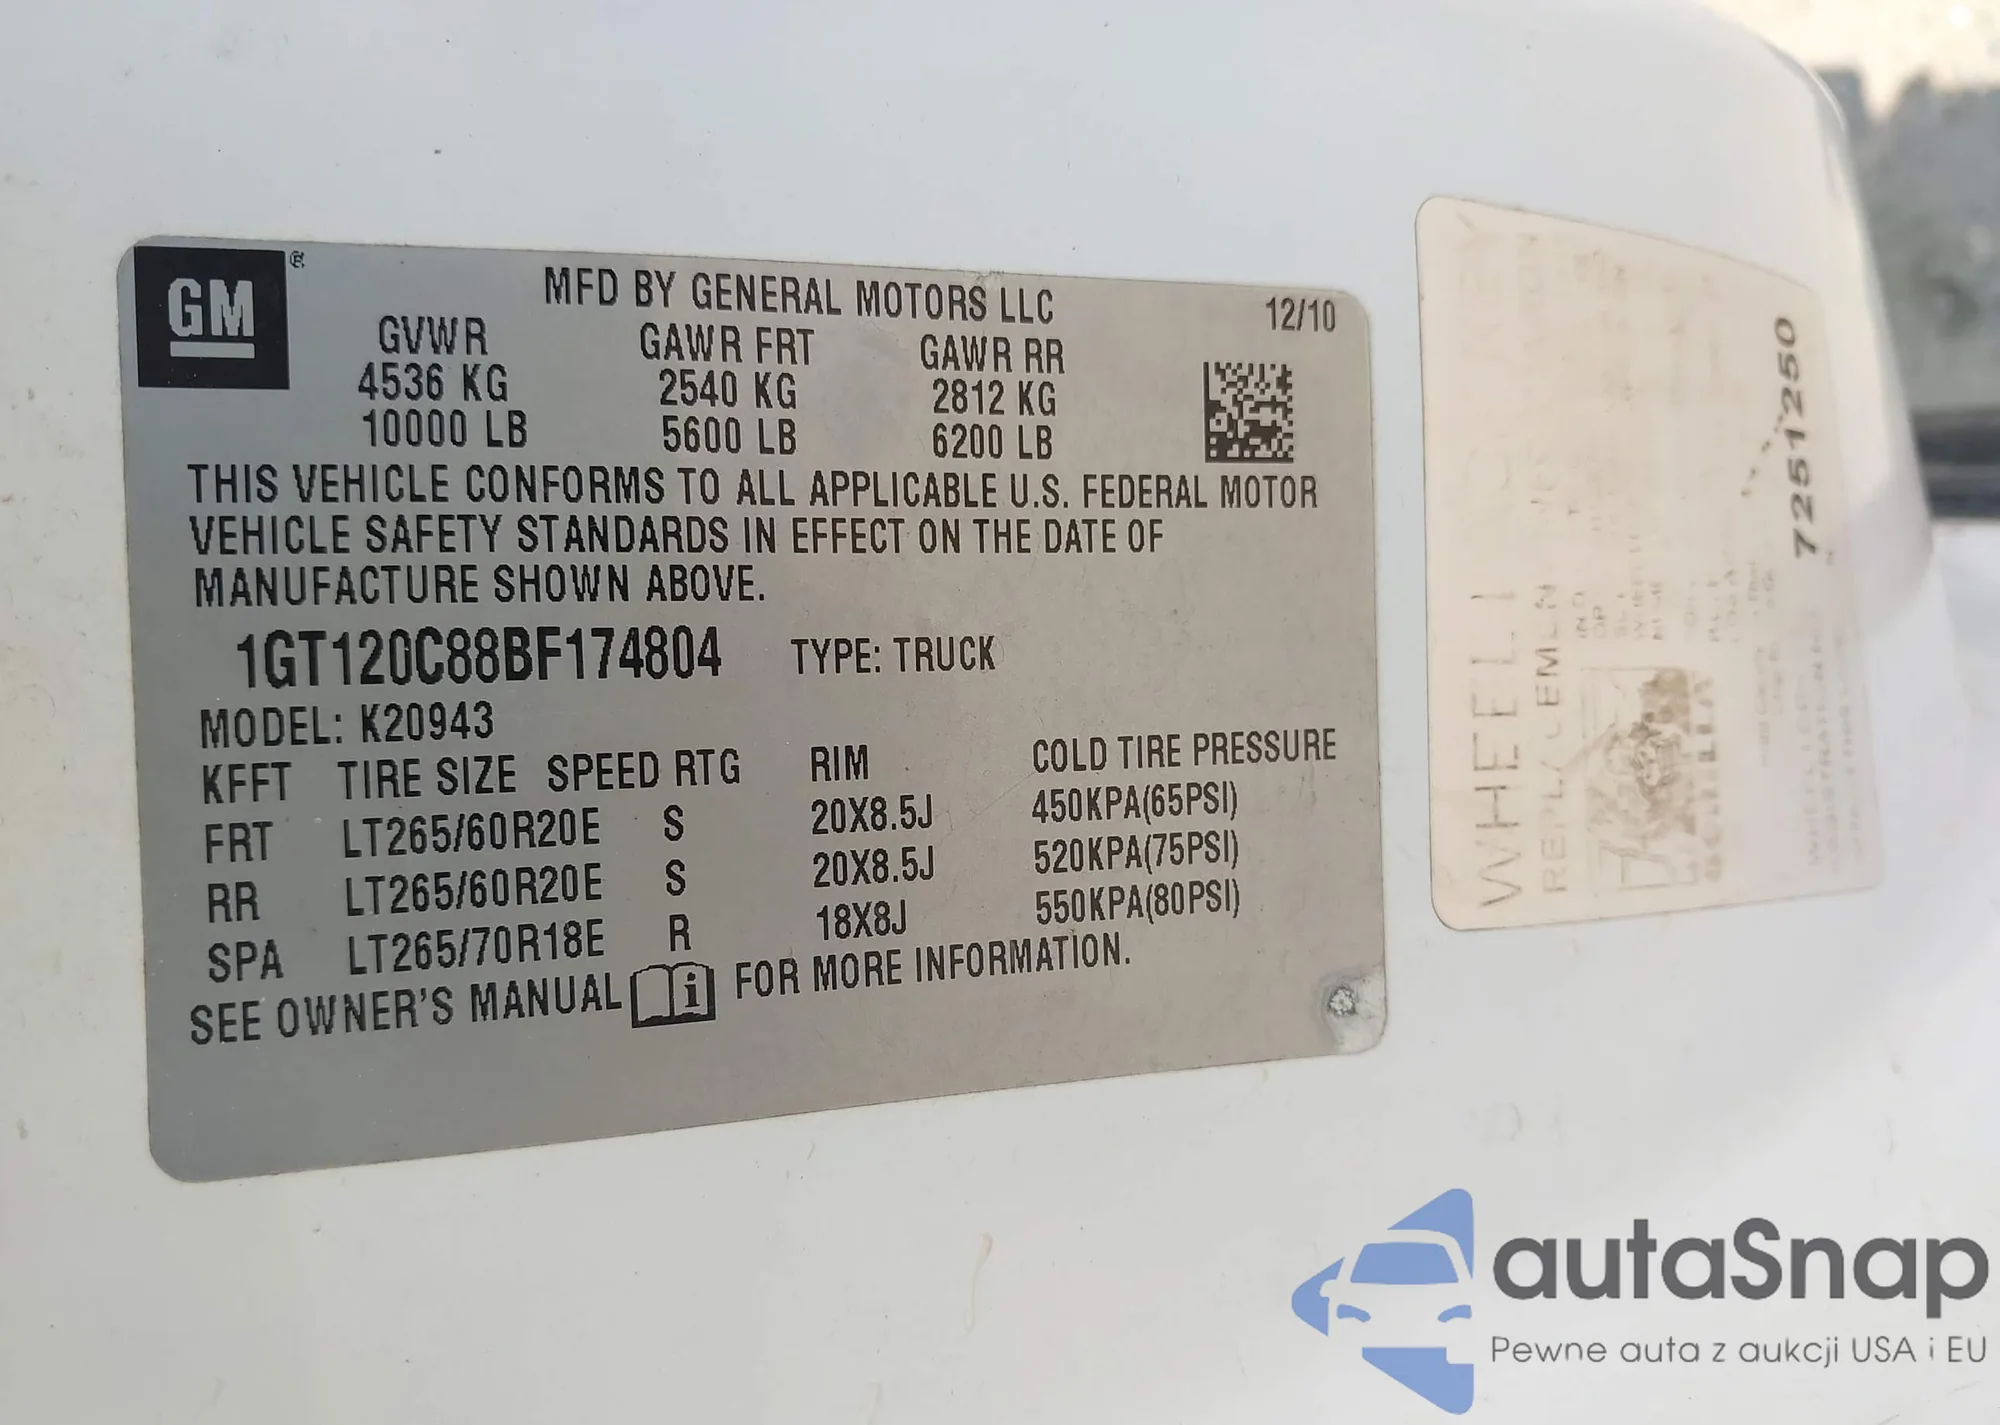 GM
MFD BY GENERAL MOTORS LLC 12/10
GVWR GAWR FRT GAWR RR
4536 KG 2540 KG 2812 KG
10000 LB 5600 LB 6200 LB
THIS VEHICLE CONFORMS TO ALL APPLICABLE U.S. FEDERAL MOTOR
VEHICLE SAFETY STANDARDS IN EFFECT ON THE DATE OF
MANUFACTURE SHOWN ABOVE.
1GT120C88BF174804 TYPE: TRUCK
MODEL: K20943
KFFT TIRE SIZE SPEED RTG RIM COLD TIRE PRESSURE
FRT LT265/60R20E S 20X8.5J 450KPA(65PSI)
RR LT265/60R20E S 20X8.5J 520KPA(75PSI)
SPA LT265/70R18E R 18X8J 550KPA(80PSI)
SEE OWNER'S MANUAL i FOR MORE INFORMATION.
WHEEL
7251250
autaSnap
Pewne auta z aukcji USA i EU